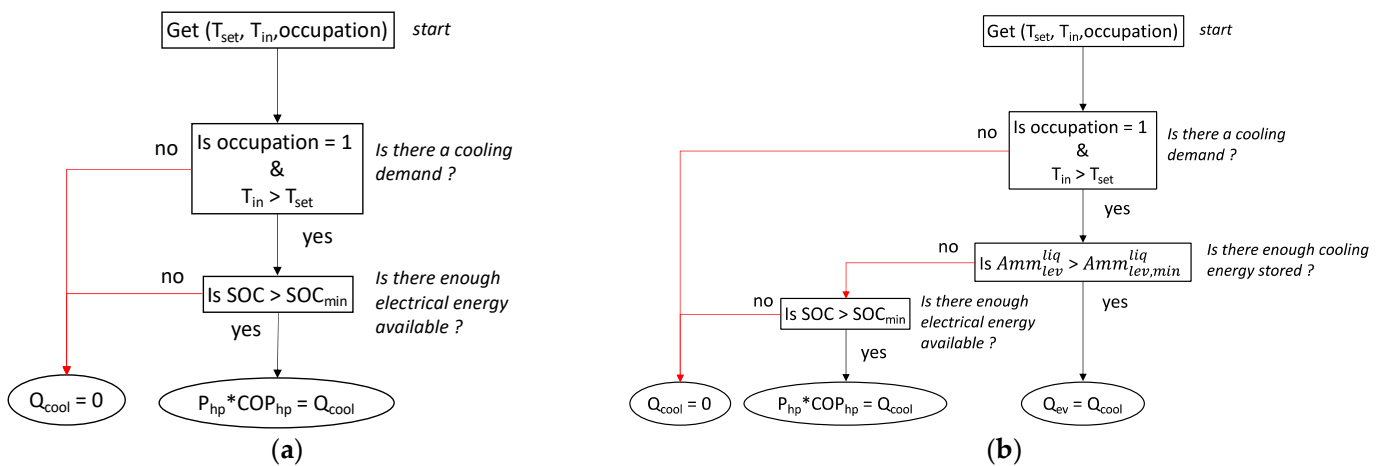 Get (Tset, Tin,occupation)
start
Is occupation = 1
&
Tin > Tset
Is there a cooling
demand ?
no
yes
Is SOC > SOCmin
Is there enough
electrical energy
available ?
no
yes
Qcool = 0
Php*COPhp = Qcool
(a)
Get (Tset, Tin,occupation)
start
Is occupation = 1
&
Tin > Tset
Is there a cooling
demand ?
no
yes
Is Amm^liq_lev > Amm^liq_lev,min
Is there enough cooling
energy stored ?
no
yes
Is SOC > SOCmin
Is there enough
electrical energy
available ?
no
yes
Qcool = 0
Php*COPhp = Qcool
Qev = Qcool
(b)